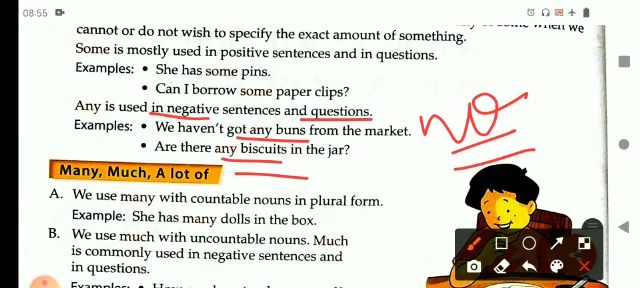 08:55
when we
cannot or do not wish to specify the exact amount of something.
Some is mostly used in positive sentences and in questions.
Examples: • She has some pins.
• Can I borrow some paper clips?
Any is used in negative sentences and questions.
Examples: • We haven't got any buns from the market.
• Are there any biscuits in the jar?
no
Many, Much, A lot of
A. We use many with countable nouns in plural form.
Example: She has many dolls in the box.
B. We use much with uncountable nouns. Much
is commonly used in negative sentences and
in questions.
Examples: •